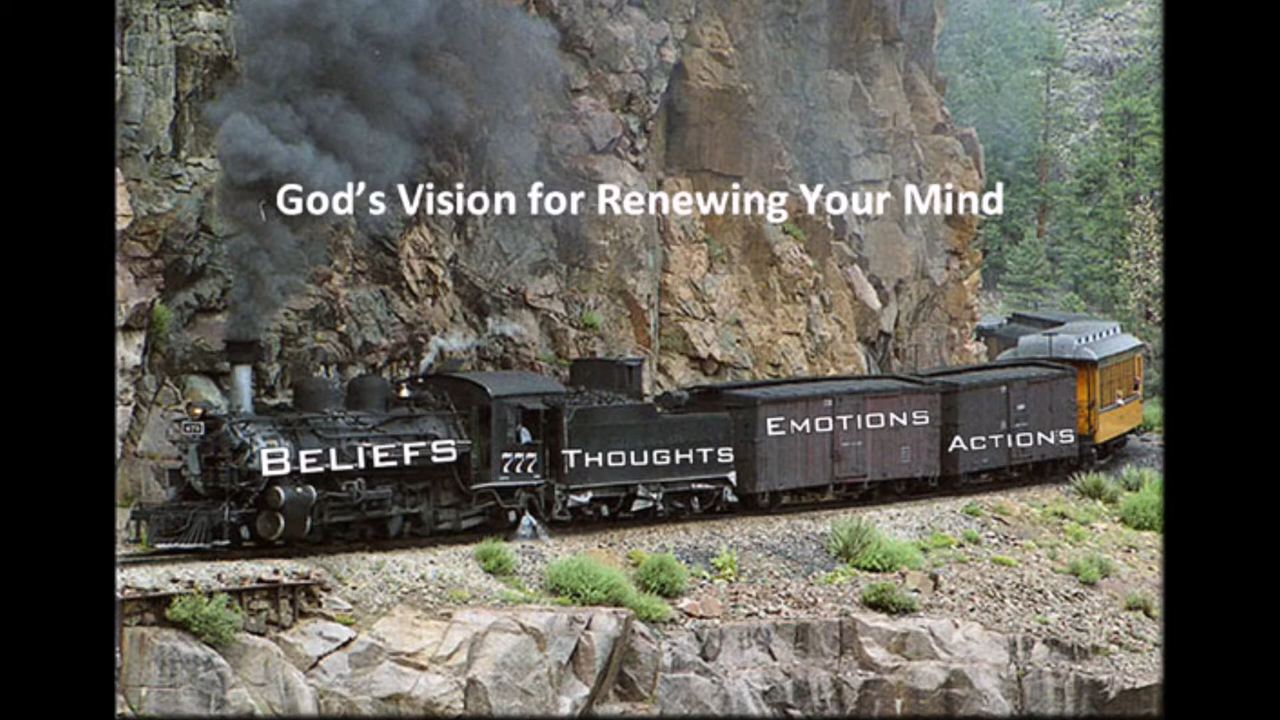 God's Vision for Renewing Your Mind
BELIEFS
777
THOUGHTS
EMOTIONS
ACTIONS